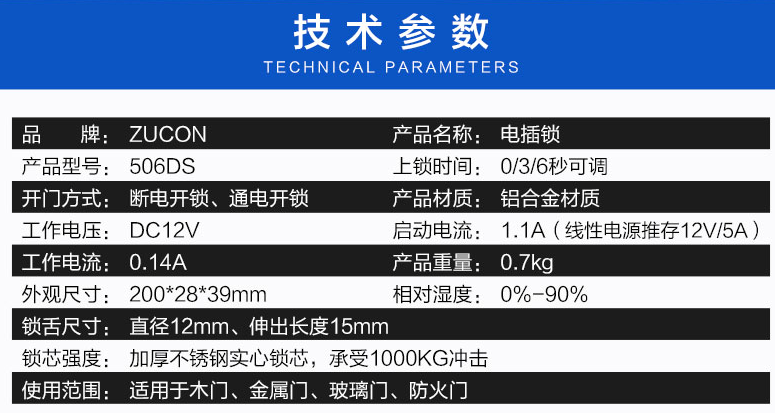 技术参数
TECHNICAL PARAMETERS
品 牌： ZUCON 产品名称： 电插锁
产品型号： 506DS 上锁时间： 0/3/6秒可调
开门方式： 断电开锁、通电开锁 产品材质： 铝合金材质
工作电压： DC12V 启动电流： 1.1A（线性电源推存12V/5A）
工作电流： 0.14A 产品重量： 0.7kg
外观尺寸： 200*28*39mm 相对湿度： 0%-90%
锁舌尺寸： 直径12mm、伸出长度15mm
锁芯强度： 加厚不锈钢实心锁芯，承受1000KG冲击
使用范围： 适用于木门、金属门、玻璃门、防火门